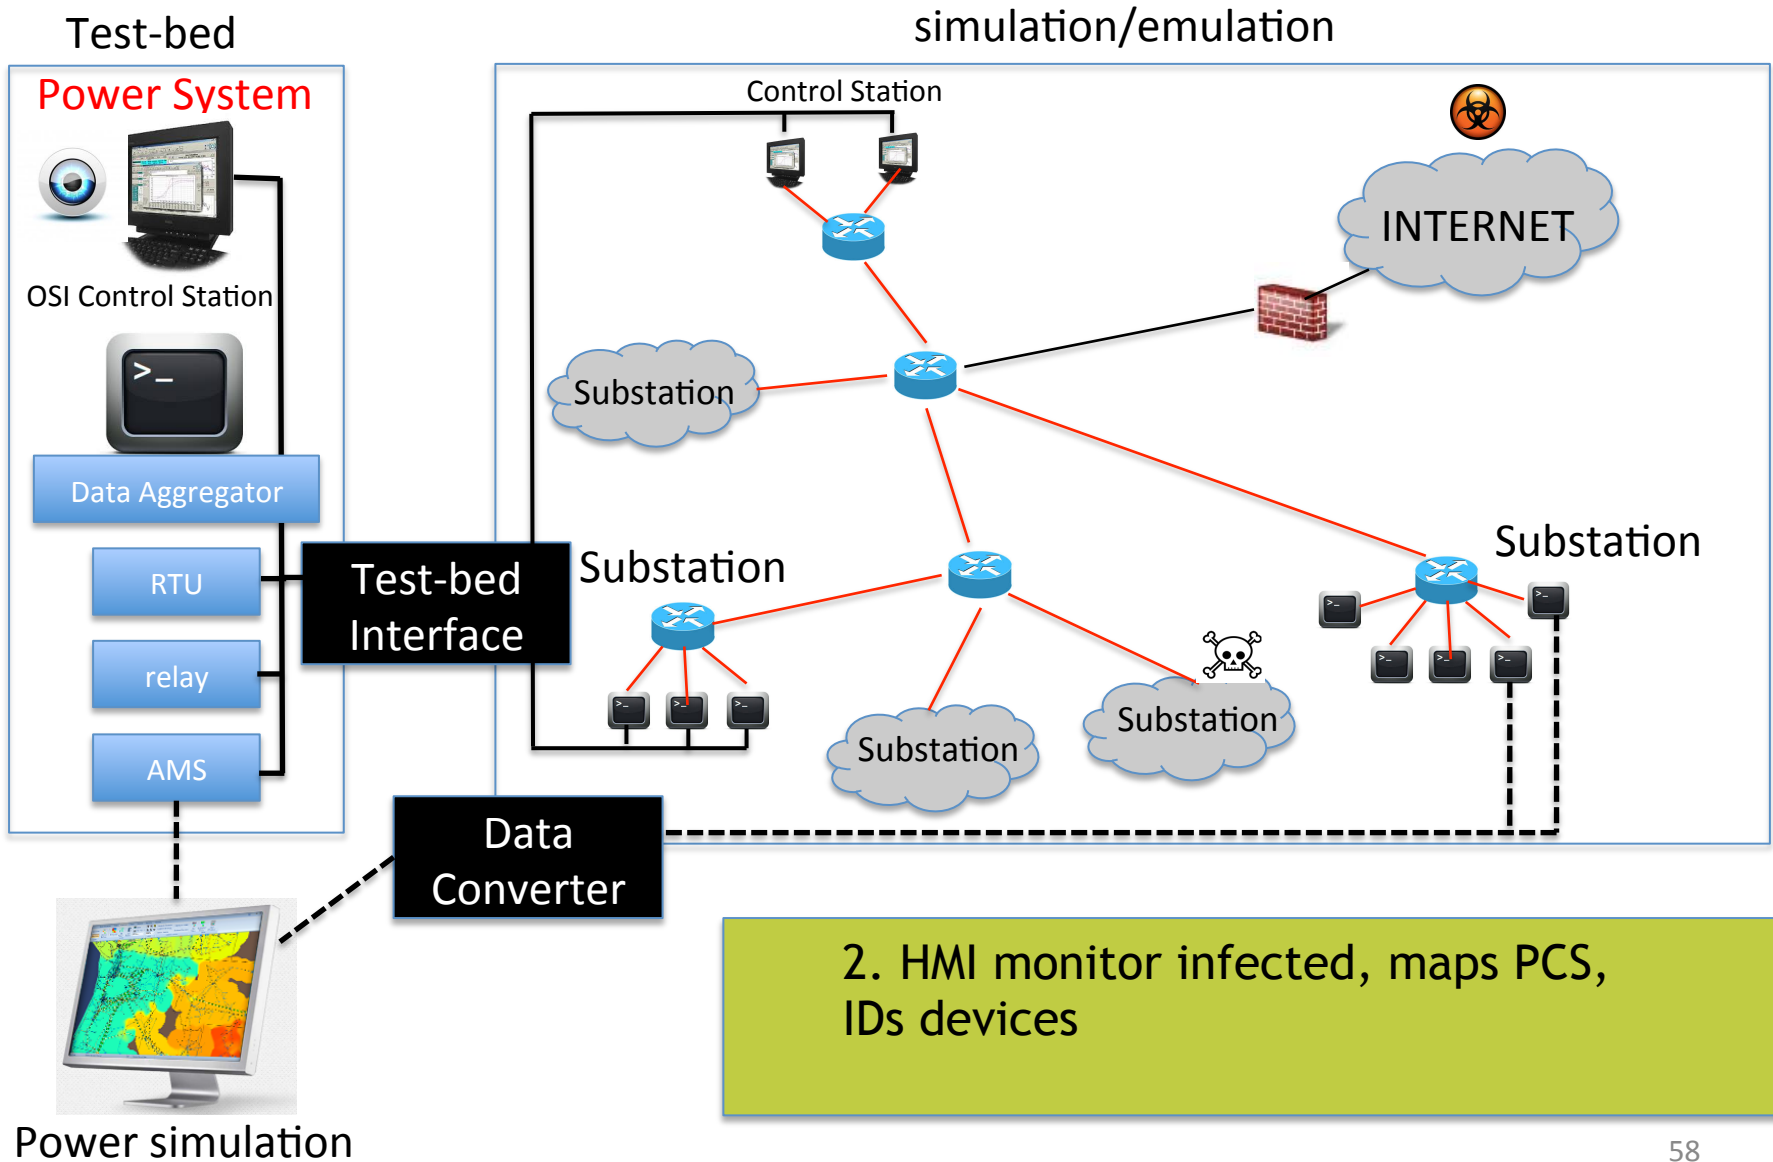 Test-bed
simulation/emulation
Power System
Control Station
INTERNET
OSI Control Station
>_
Substation
Data Aggregator
Test-bed
Interface
RTU
relay
AMS
Substation
Substation
>_
>_
>_
>_
>_
>_
>_
>_
Substation
Substation
Data
Converter
2. HMI monitor infected, maps PCS,
IDs devices
Power simulation
58